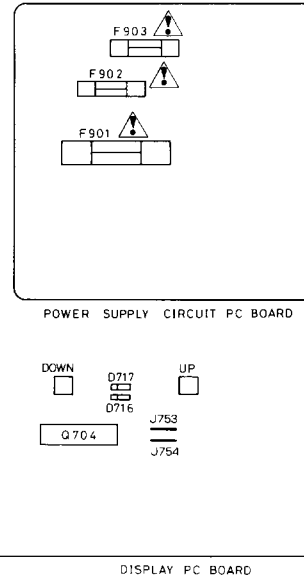 F903
F902
F901
POWER SUPPLY CIRCUIT PC BOARD
DOWN
UP
D717
D716
J753
Q704
J754
DISPLAY PC BOARD